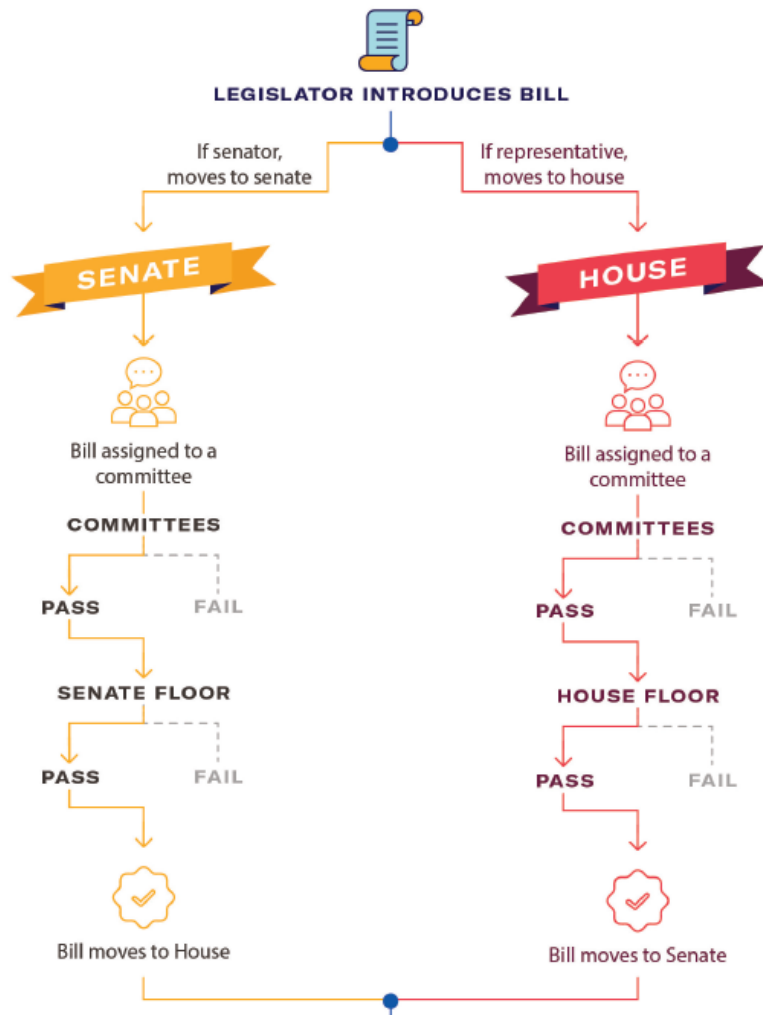 LEGISLATOR INTRODUCES BILL
If senator,
moves to senate
If representative,
moves to house
SENATE
HOUSE
Bill assigned to a
committee
Bill assigned to a
committee
COMMITTEES
COMMITTEES
PASS
FAIL
PASS
FAIL
SENATE FLOOR
HOUSE FLOOR
PASS
FAIL
PASS
FAIL
Bill moves to House
Bill moves to Senate